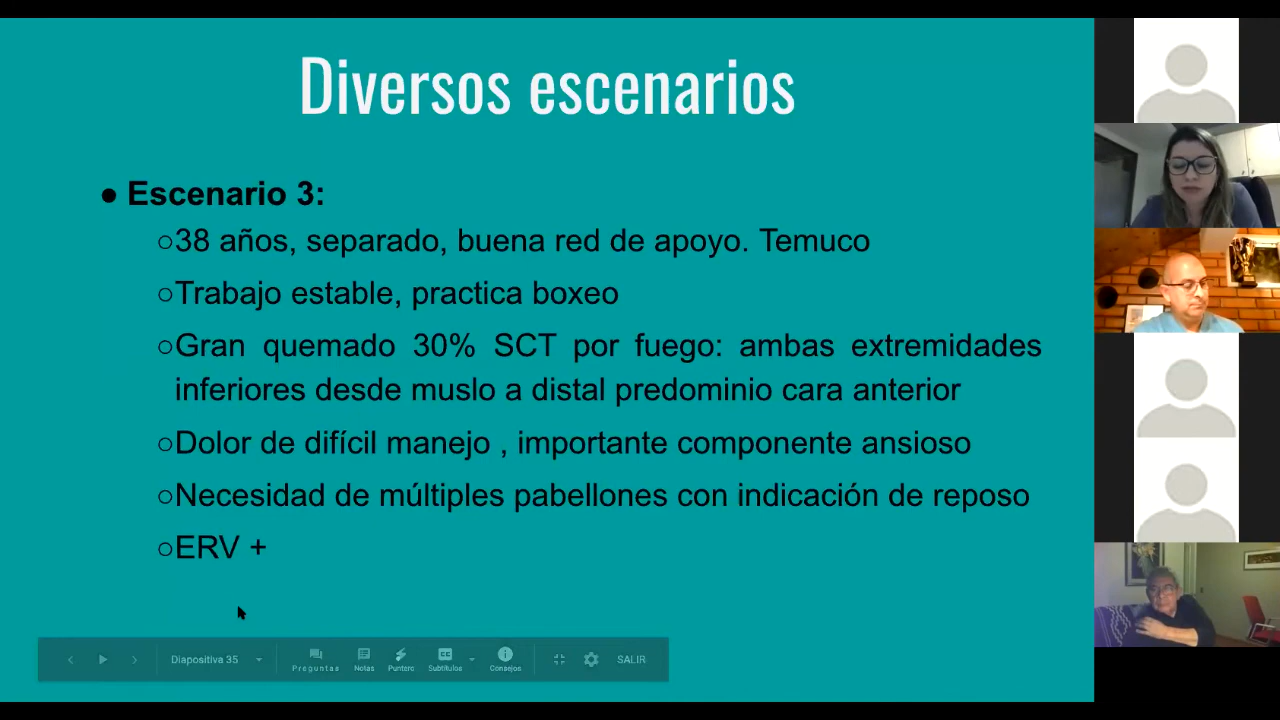 Diversos escenarios
● Escenario 3:
○38 años, separado, buena red de apoyo. Temuco
○Trabajo estable, practica boxeo
○Gran quemado 30% SCT por fuego: ambas extremidades
inferiores desde muslo a distal predominio cara anterior
○Dolor de difícil manejo , importante componente ansioso
○Necesidad de múltiples pabellones con indicación de reposo
○ERV +
Diapositiva 35
Preguntas
Notas
Puntero
Subtítulos
Consejos
SALIR